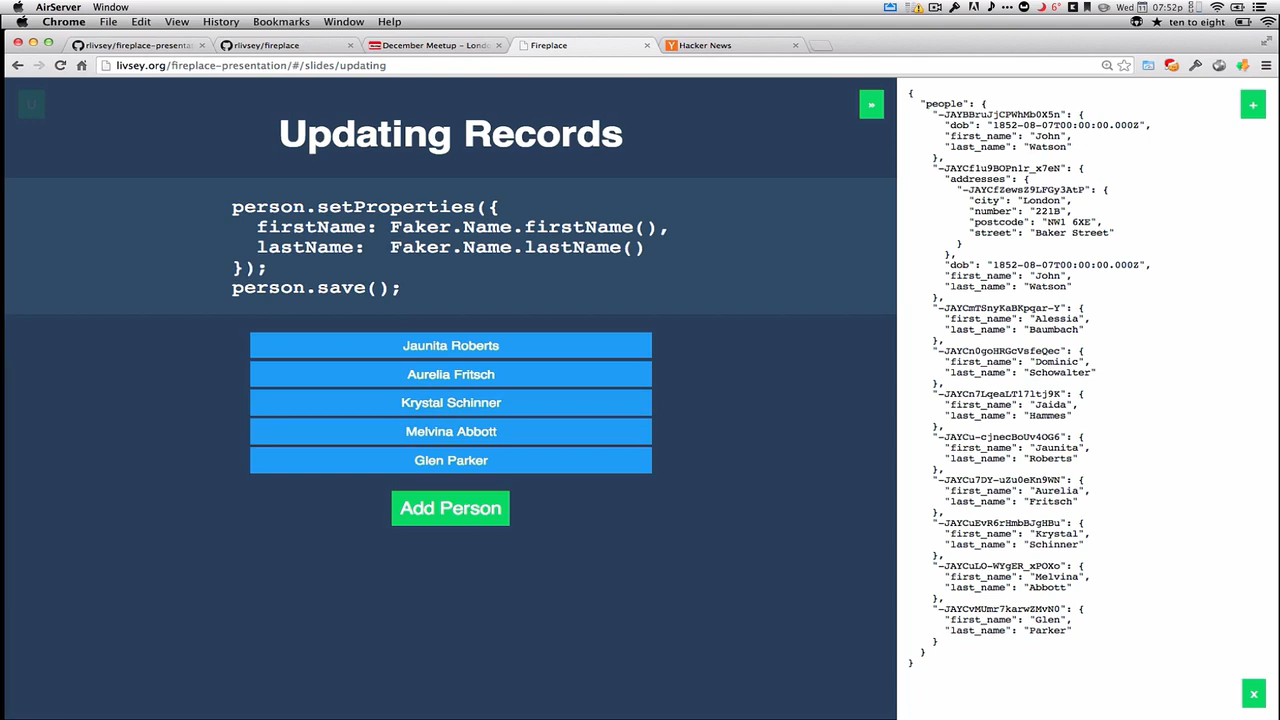 AirServer Window
6° Wed 11 07:52p
Chrome File Edit View History Bookmarks Window Help
ten to eight
rlivsey/fireplace-presenta
rlivsey/fireplace
December Meetup – Londo
Fireplace
Hacker News
livsey.org/fireplace-presentation/#/slides/updating
U
»
Updating Records
person.setProperties({
firstName: Faker.Name.firstName(),
lastName: Faker.Name.lastName()
});
person.save();
Jaunita Roberts
Aurelia Fritsch
Krystal Schinner
Melvina Abbott
Glen Parker
Add Person
+
{
"people": {
"-JAYBBruJjCPWhMb0X5n": {
"dob": "1852-08-07T00:00:00.000Z",
"first_name": "John",
"last_name": "Watson"
},
"-JAYCf1u9BOPn1r_x7eN": {
"addresses": {
"-JAYCfZewsZ9LFGy3AtP": {
"city": "London",
"number": "221B",
"postcode": "NW1 6XE",
"street": "Baker Street"
}
},
"dob": "1852-08-07T00:00:00.000Z",
"first_name": "John",
"last_name": "Watson"
},
"-JAYCmTSnyKaBKpqar-Y": {
"first_name": "Alessia",
"last_name": "Baumbach"
},
"-JAYCn0goHRGcVsfeQec": {
"first_name": "Dominic",
"last_name": "Schowalter"
},
"-JAYCn7LqeaLT17ltj9K": {
"first_name": "Jaida",
"last_name": "Hammes"
},
"-JAYCu-cjnecBoUv4OG6": {
"first_name": "Jaunita",
"last_name": "Roberts"
},
"-JAYCu7DY-uZu0eKn9WN": {
"first_name": "Aurelia",
"last_name": "Fritsch"
},
"-JAYCuEvR6rHmbBJgHBu": {
"first_name": "Krystal",
"last_name": "Schinner"
},
"-JAYCuLO-WYgER_xPOXo": {
"first_name": "Melvina",
"last_name": "Abbott"
},
"-JAYCvMUmr7karwZMvN0": {
"first_name": "Glen",
"last_name": "Parker"
}
}
}
x